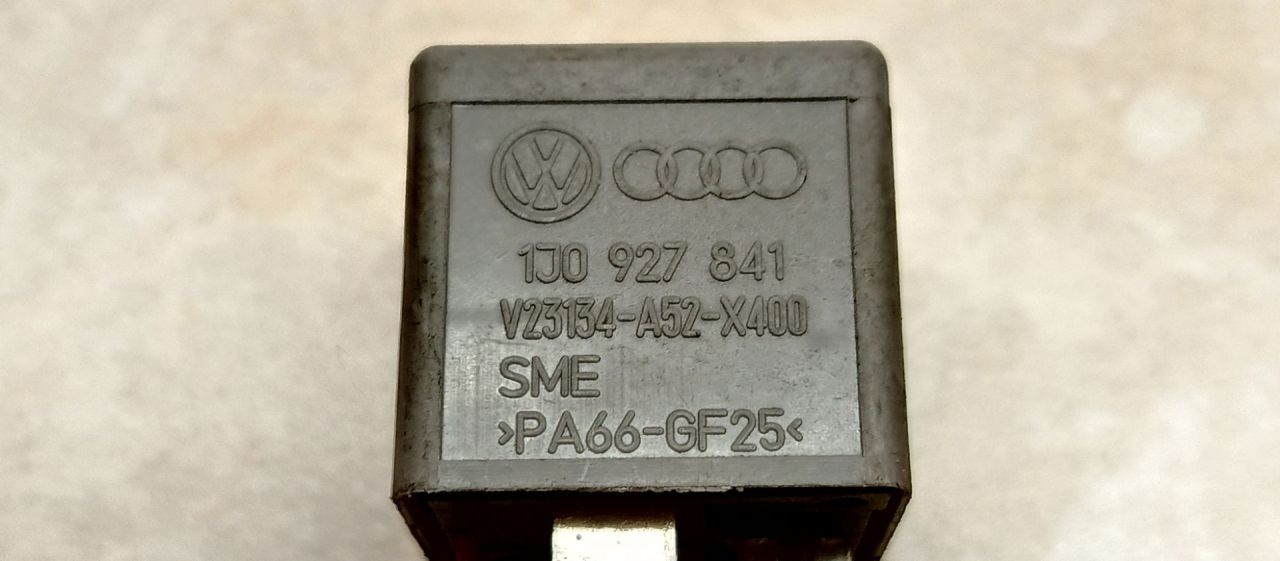 1J0 927 841
V23134-A52-X400
SME
>PA66-GF25<